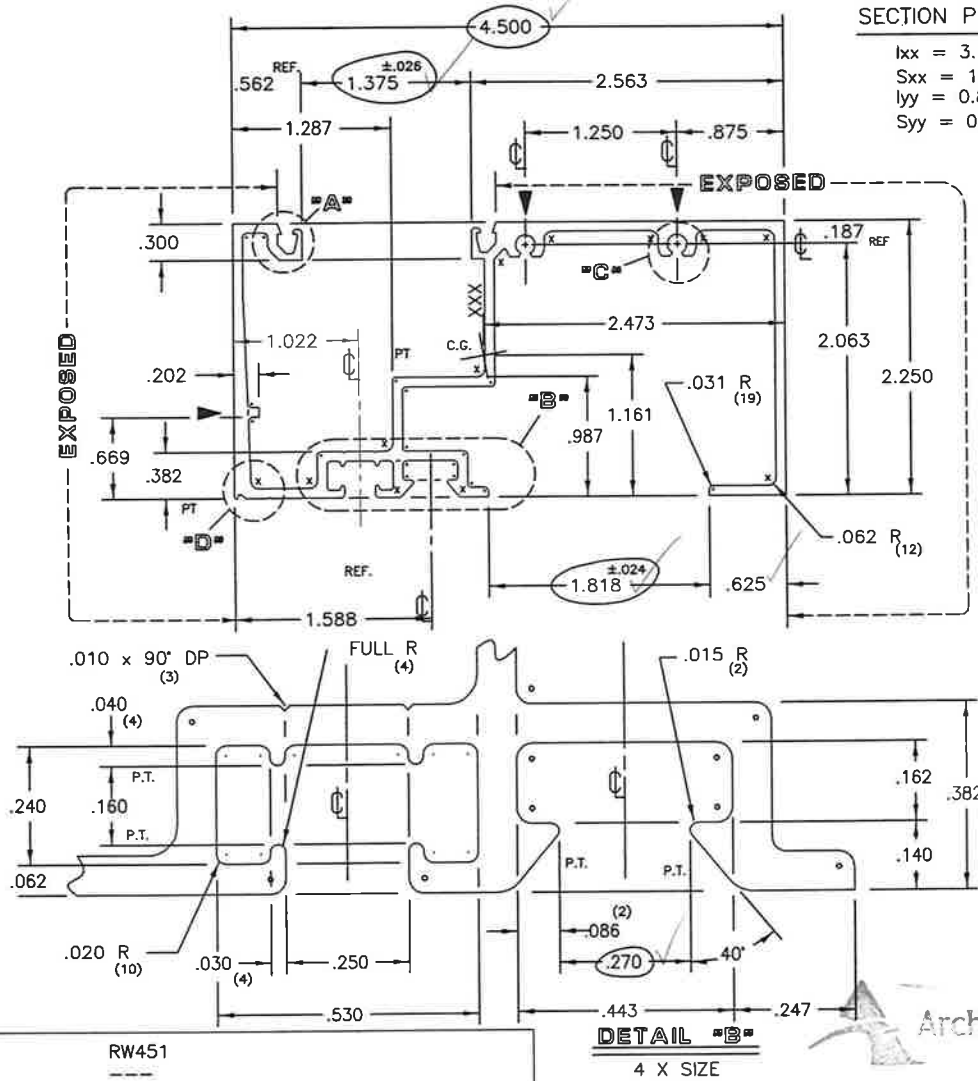 4.500
SECTION P
Ixx = 3.
Sxx = 1
Iyy = 0.
Syy = 0
REF.
.562
±.026
1.375
2.563
1.287
1.250
.875
EXPOSED
"A"
.300
.187 REF
"C"
XXX
2.473
2.063
1.022
PT
C.G.
2.250
.202
.031 R
(19)
EXPOSED
"B"
1.161
.987
.669
.382
PT
"D"
.062 R
(12)
REF.
±.024
1.818
.625
1.588
.010 x 90° DP
(3)
FULL R
(4)
.015 R
(2)
.040
(4)
P.T.
.240
.160
.162
.382
P.T.
.140
.062
P.T.
P.T.
.020 R
(10)
.030
(4)
.250
(2)
.086
.270
40°
.530
.443
.247
DETAIL "B"
4 X SIZE
Arch
RW451
---